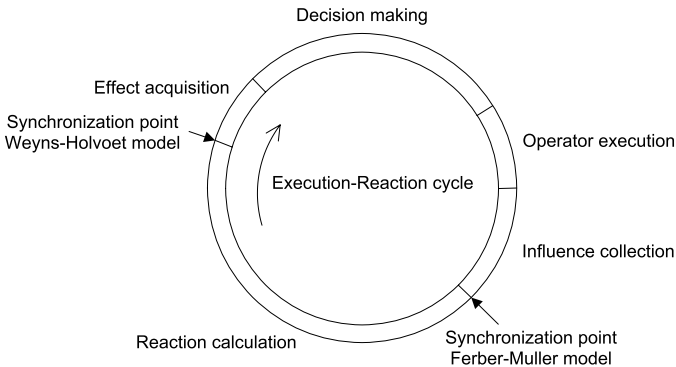 Decision making
Effect acquisition
Synchronization point
Weyns-Holvoet model
Operator execution
Execution-Reaction cycle
Influence collection
Reaction calculation
Synchronization point
Ferber-Muller model